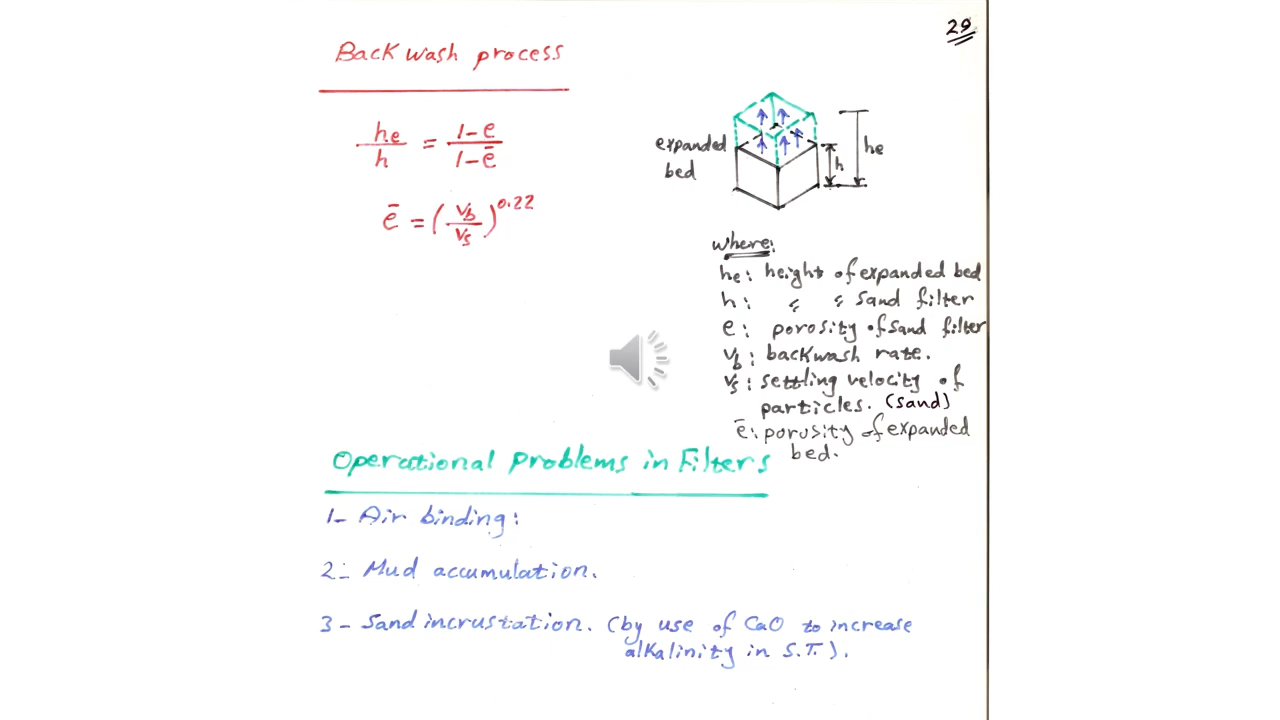 29
Back wash process
he/h = 1-e/1-ē
ē = (vb/vs)^0.22
expanded
bed
h
he
where:
he: height of expanded bed
h: " " sand filter
e: porosity of sand filter
vb: backwash rate.
vs: settling velocity of
particles. (sand)
ē: porosity of expanded
bed.
Operational problems in Filters
1- Air binding:
2- Mud accumulation.
3- Sand incrustation. (by use of CaO to increase
alkalinity in S.T.).